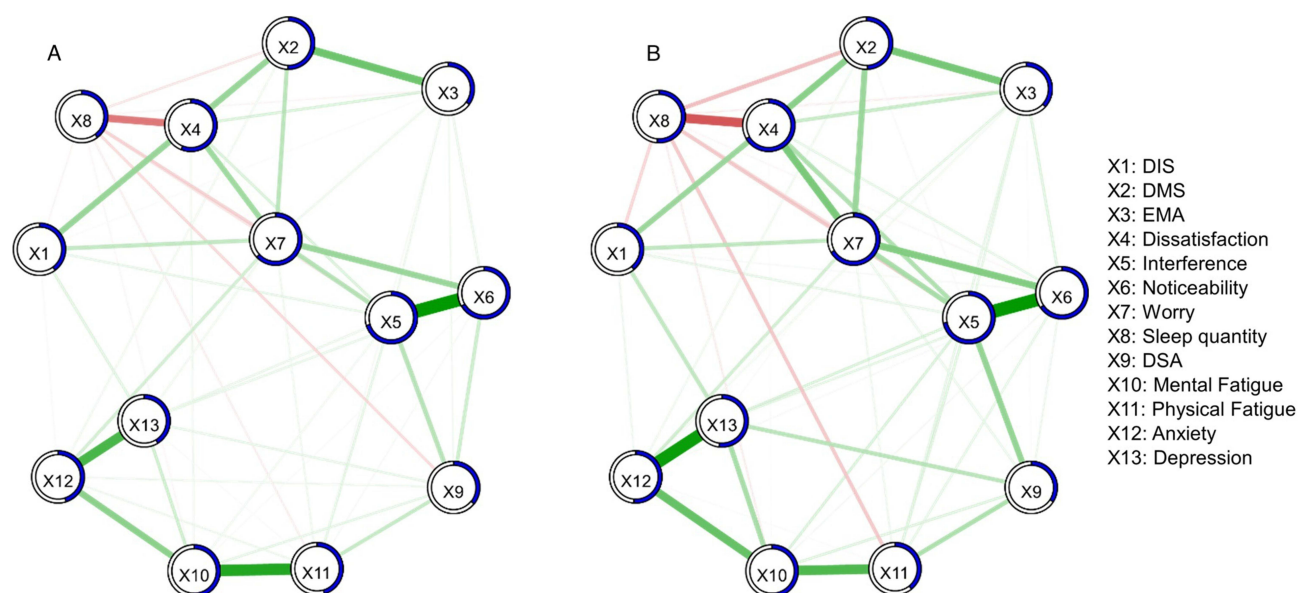 A
X2
X3
X8
X4
X1
X7
X6
X5
X13
X12
X9
X10
X11
B
X2
X3
X8
X4
X1
X7
X6
X5
X13
X12
X9
X10
X11
X1: DIS
X2: DMS
X3: EMA
X4: Dissatisfaction
X5: Interference
X6: Noticeability
X7: Worry
X8: Sleep quantity
X9: DSA
X10: Mental Fatigue
X11: Physical Fatigue
X12: Anxiety
X13: Depression